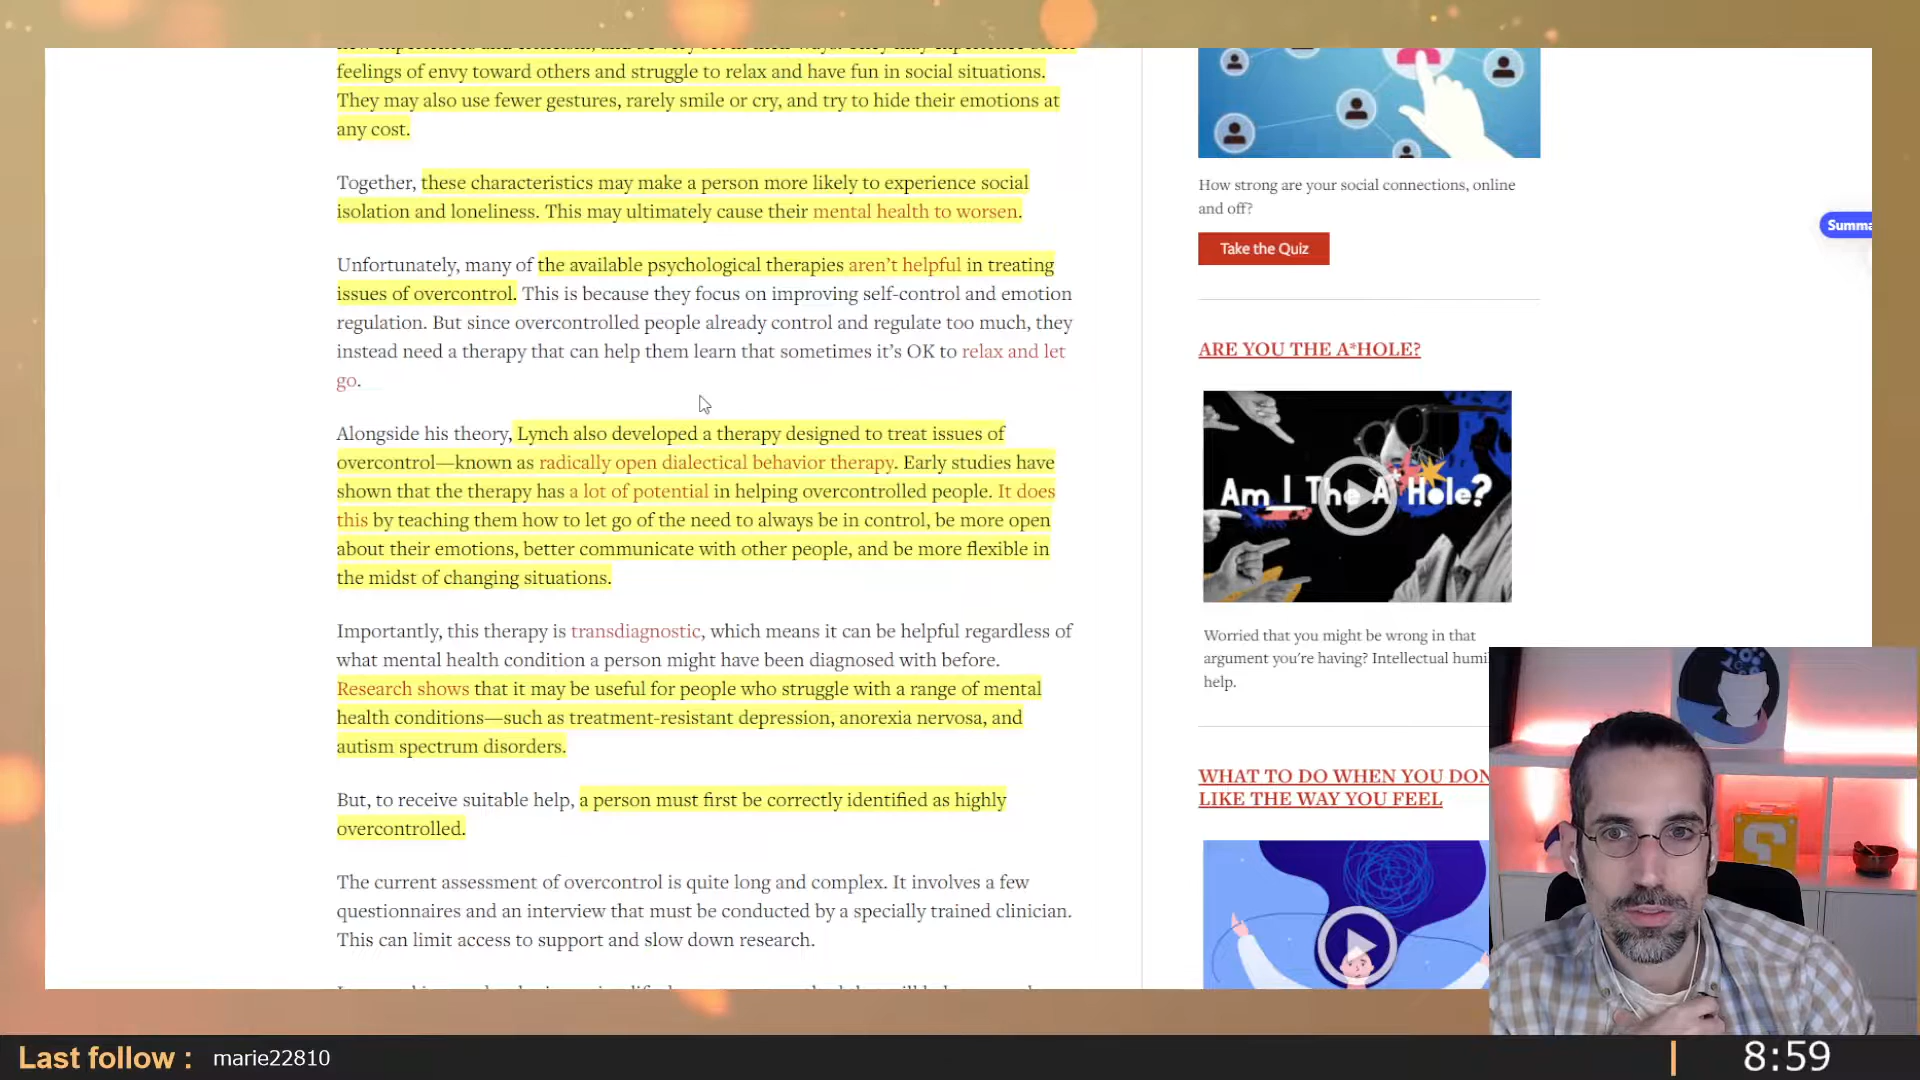 feelings of envy toward others and struggle to relax and have fun in social situations.
They may also use fewer gestures, rarely smile or cry, and try to hide their emotions at
any cost.
Together, these characteristics may make a person more likely to experience social
isolation and loneliness. This may ultimately cause their mental health to worsen.
Unfortunately, many of the available psychological therapies aren't helpful in treating
issues of overcontrol. This is because they focus on improving self-control and emotion
regulation. But since overcontrolled people already control and regulate too much, they
instead need a therapy that can help them learn that sometimes it's OK to relax and let
go.
Alongside his theory, Lynch also developed a therapy designed to treat issues of
overcontrol—known as radically open dialectical behavior therapy. Early studies have
shown that the therapy has a lot of potential in helping overcontrolled people. It does
this by teaching them how to let go of the need to always be in control, be more open
about their emotions, better communicate with other people, and be more flexible in
the midst of changing situations.
Importantly, this therapy is transdiagnostic, which means it can be helpful regardless of
what mental health condition a person might have been diagnosed with before.
Research shows that it may be useful for people who struggle with a range of mental
health conditions—such as treatment-resistant depression, anorexia nervosa, and
autism spectrum disorders.
But, to receive suitable help, a person must first be correctly identified as highly
overcontrolled.
The current assessment of overcontrol is quite long and complex. It involves a few
questionnaires and an interview that must be conducted by a specially trained clinician.
This can limit access to support and slow down research.
How strong are your social connections, online
and off?
Take the Quiz
Summa
ARE YOU THE A*HOLE?
Am I The A* Hole?
Worried that you might be wrong in that
argument you're having? Intellectual humi
help.
WHAT TO DO WHEN YOU DON
LIKE THE WAY YOU FEEL
Last follow : marie22810
8:59